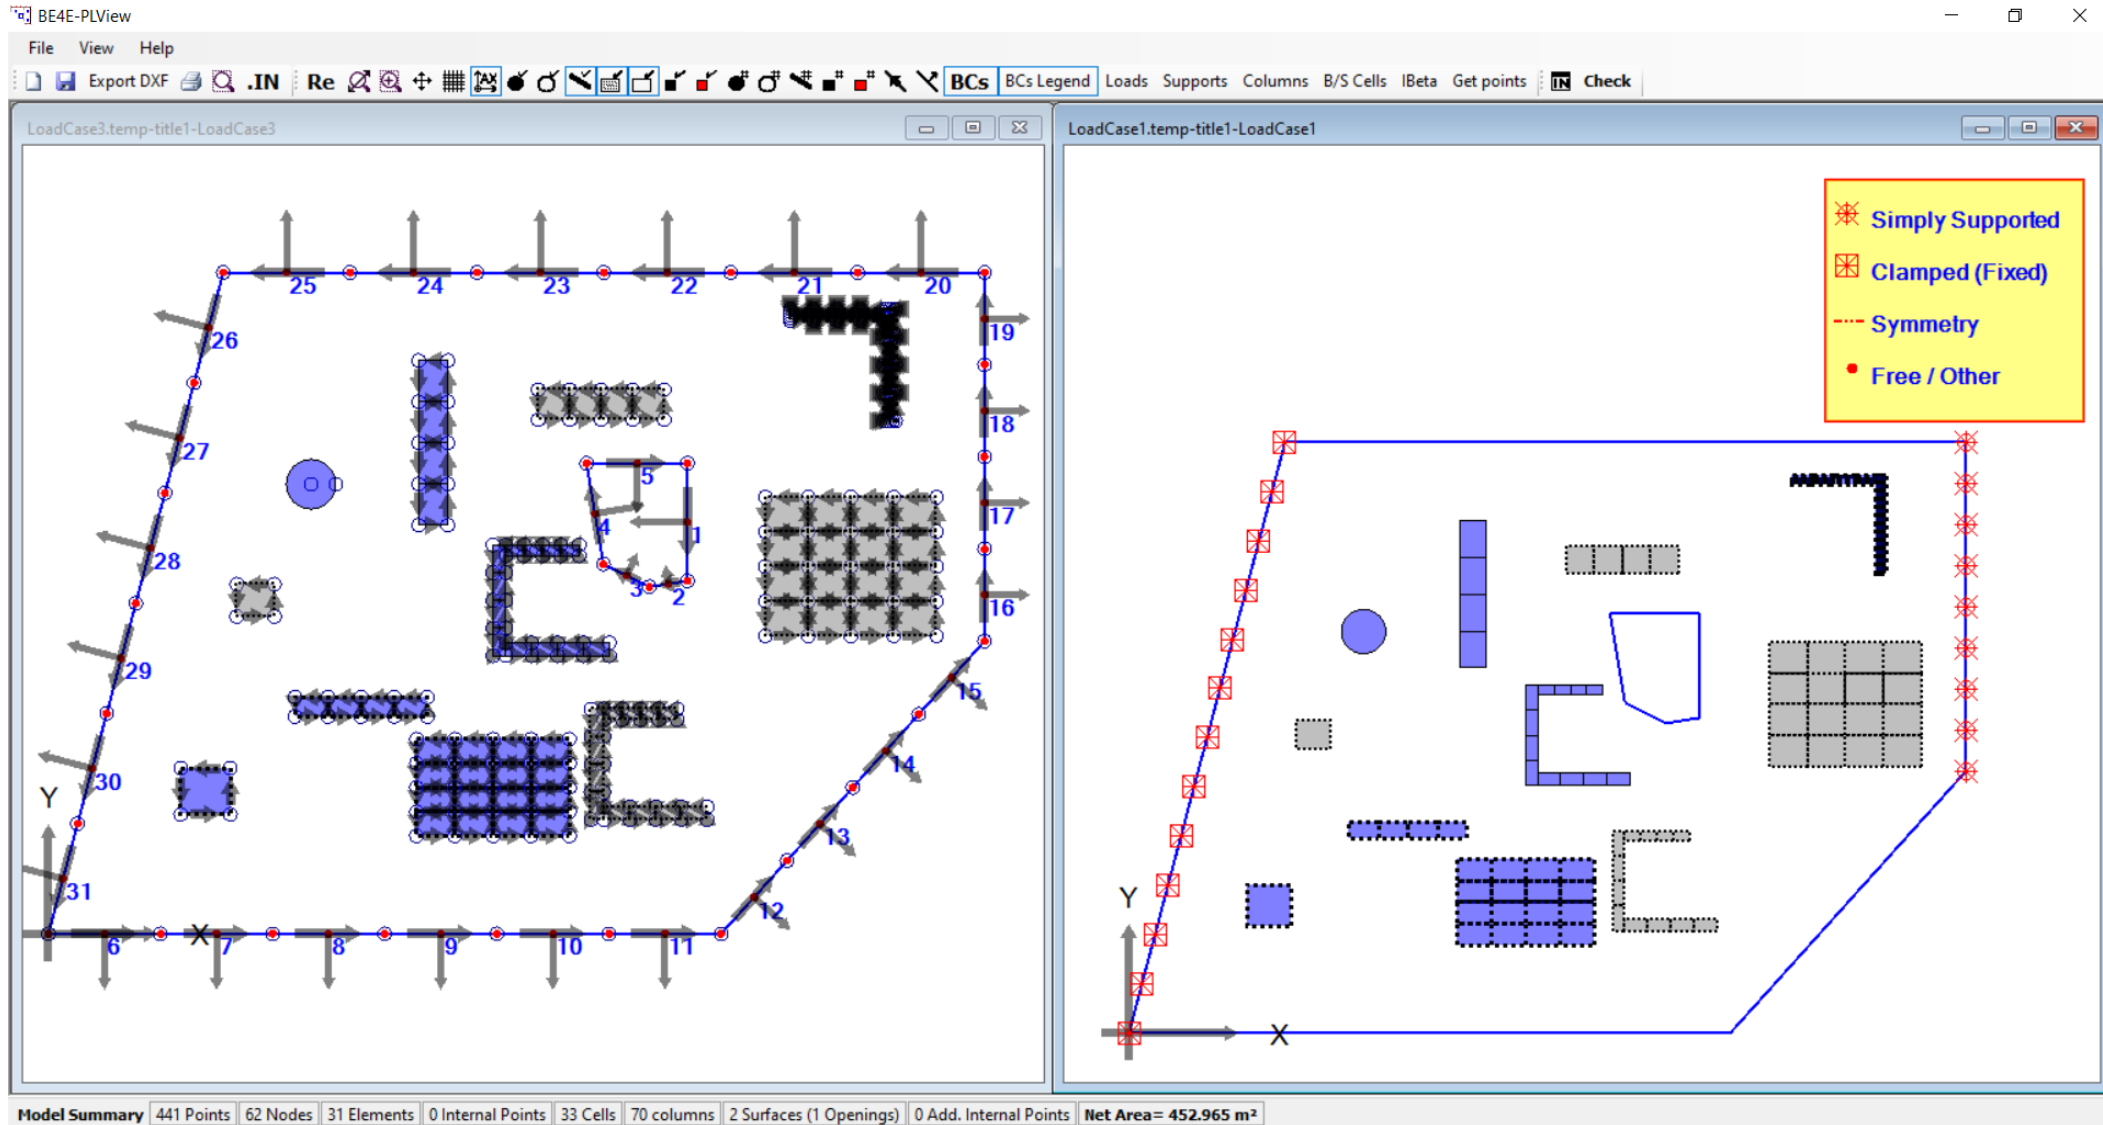 BE4E-PLView
File View Help
Export DXF .IN Re AX BCs BCs Legend Loads Supports Columns B/S Cells IBeta Get points IN Check
LoadCase3.temp-title1-LoadCase3
25 24 23 22 21 20
26 19
27 18
5
4 1 17
28
3 2 16
29
15
30 14
Y
13
31 12
6 X 7 8 9 10 11
LoadCase1.temp-title1-LoadCase1
Simply Supported
Clamped (Fixed)
Symmetry
Free / Other
Y
X
Model Summary 441 Points 62 Nodes 31 Elements 0 Internal Points 33 Cells 70 columns 2 Surfaces (1 Openings) 0 Add. Internal Points Net Area= 452.965 m²